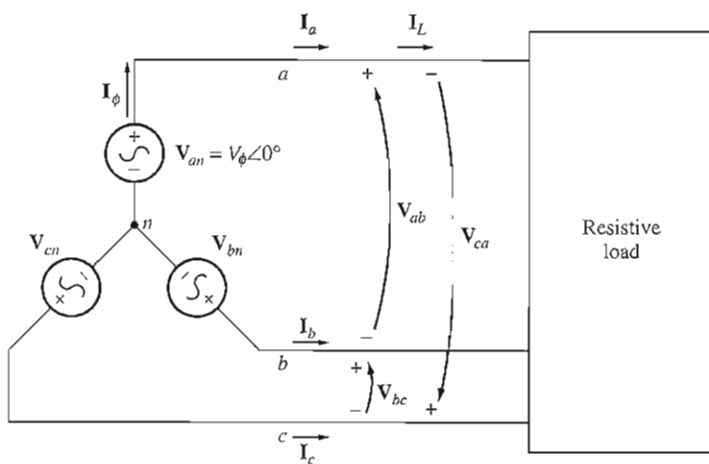 I_a
I_L
a
+
−
I_ϕ
+
−
V_an = V_ϕ∠0°
n
V_cn
V_bn
+
−
−
+
V_ab
V_ca
Resistive
load
−
I_b
b
+
V_bc
−
+
c
I_c